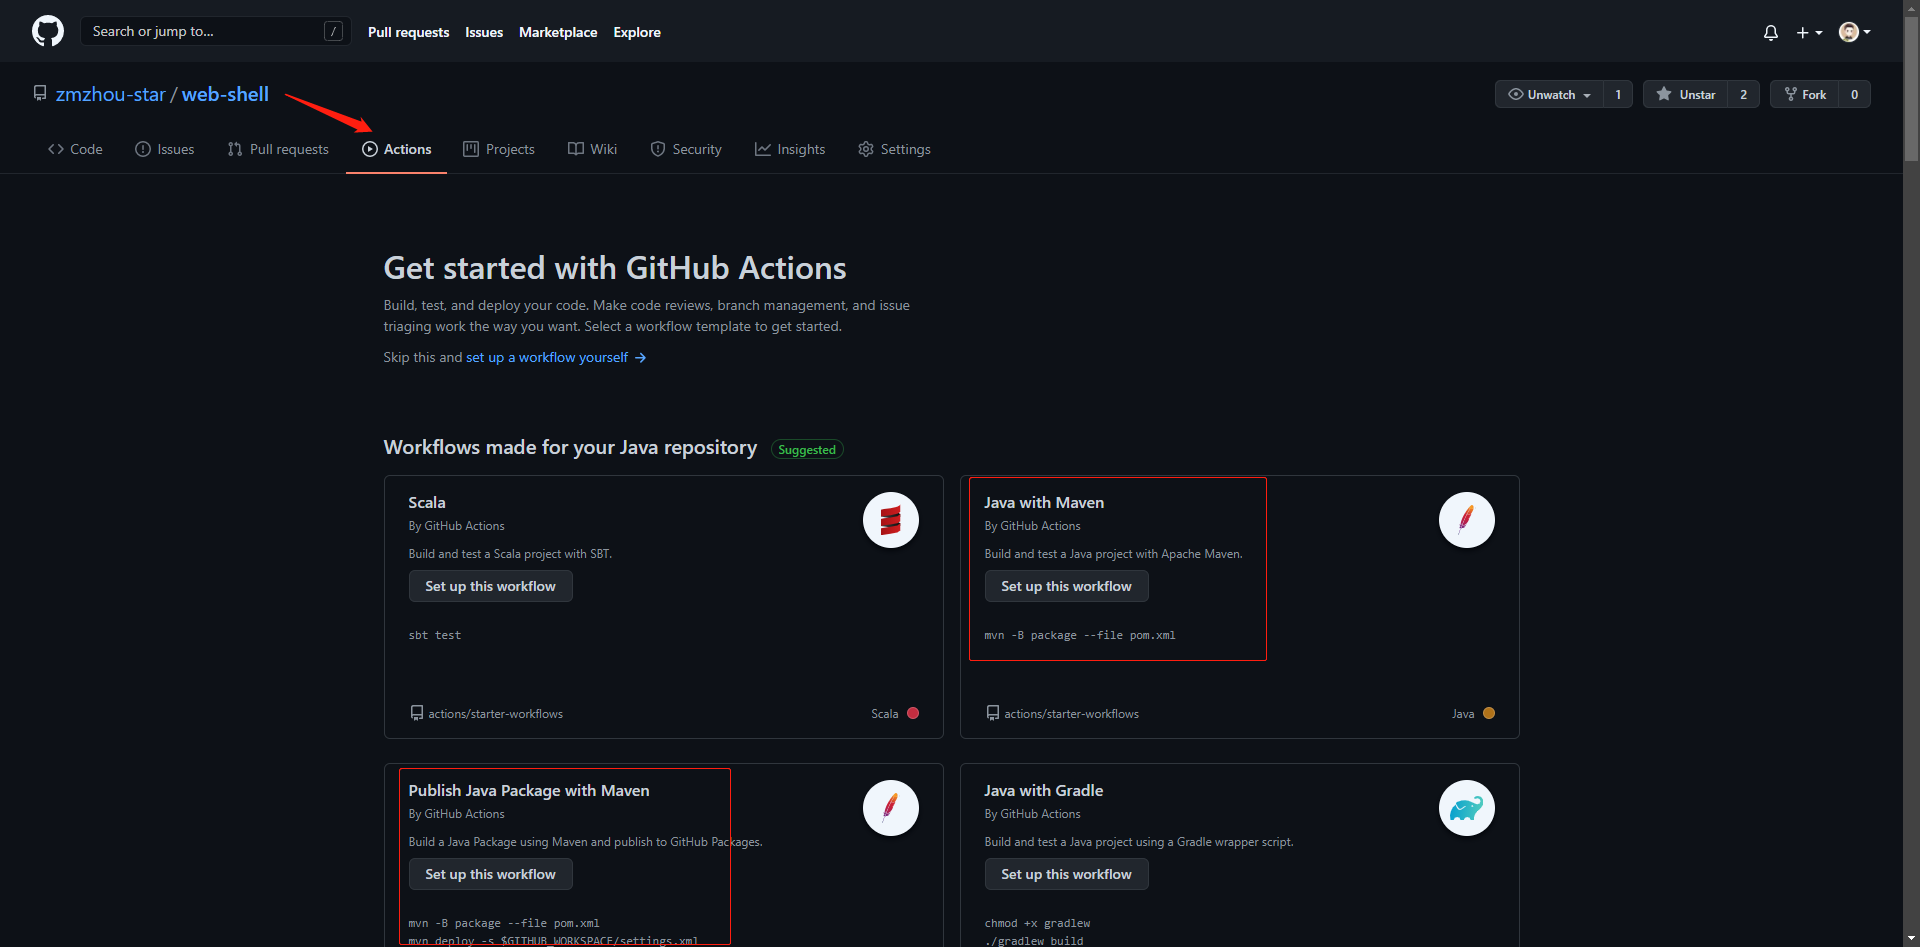 Search or jump to... /
Pull requests Issues Marketplace Explore
zmzhou-star / web-shell
Unwatch 1 Unstar 2 Fork 0
Code Issues Pull requests Actions Projects Wiki Security Insights Settings
Get started with GitHub Actions
Build, test, and deploy your code. Make code reviews, branch management, and issue
triaging work the way you want. Select a workflow template to get started.
Skip this and set up a workflow yourself →
Workflows made for your Java repository Suggested
Scala
By GitHub Actions
Build and test a Scala project with SBT.
Set up this workflow
sbt test
actions/starter-workflows Scala
Java with Maven
By GitHub Actions
Build and test a Java project with Apache Maven.
Set up this workflow
mvn -B package --file pom.xml
actions/starter-workflows Java
Publish Java Package with Maven
By GitHub Actions
Build a Java Package using Maven and publish to GitHub Packages.
Set up this workflow
mvn -B package --file pom.xml
mvn deploy -s $GITHUB_WORKSPACE/settings.xml
Java with Gradle
By GitHub Actions
Build and test a Java project using a Gradle wrapper script.
Set up this workflow
chmod +x gradlew
./gradlew build